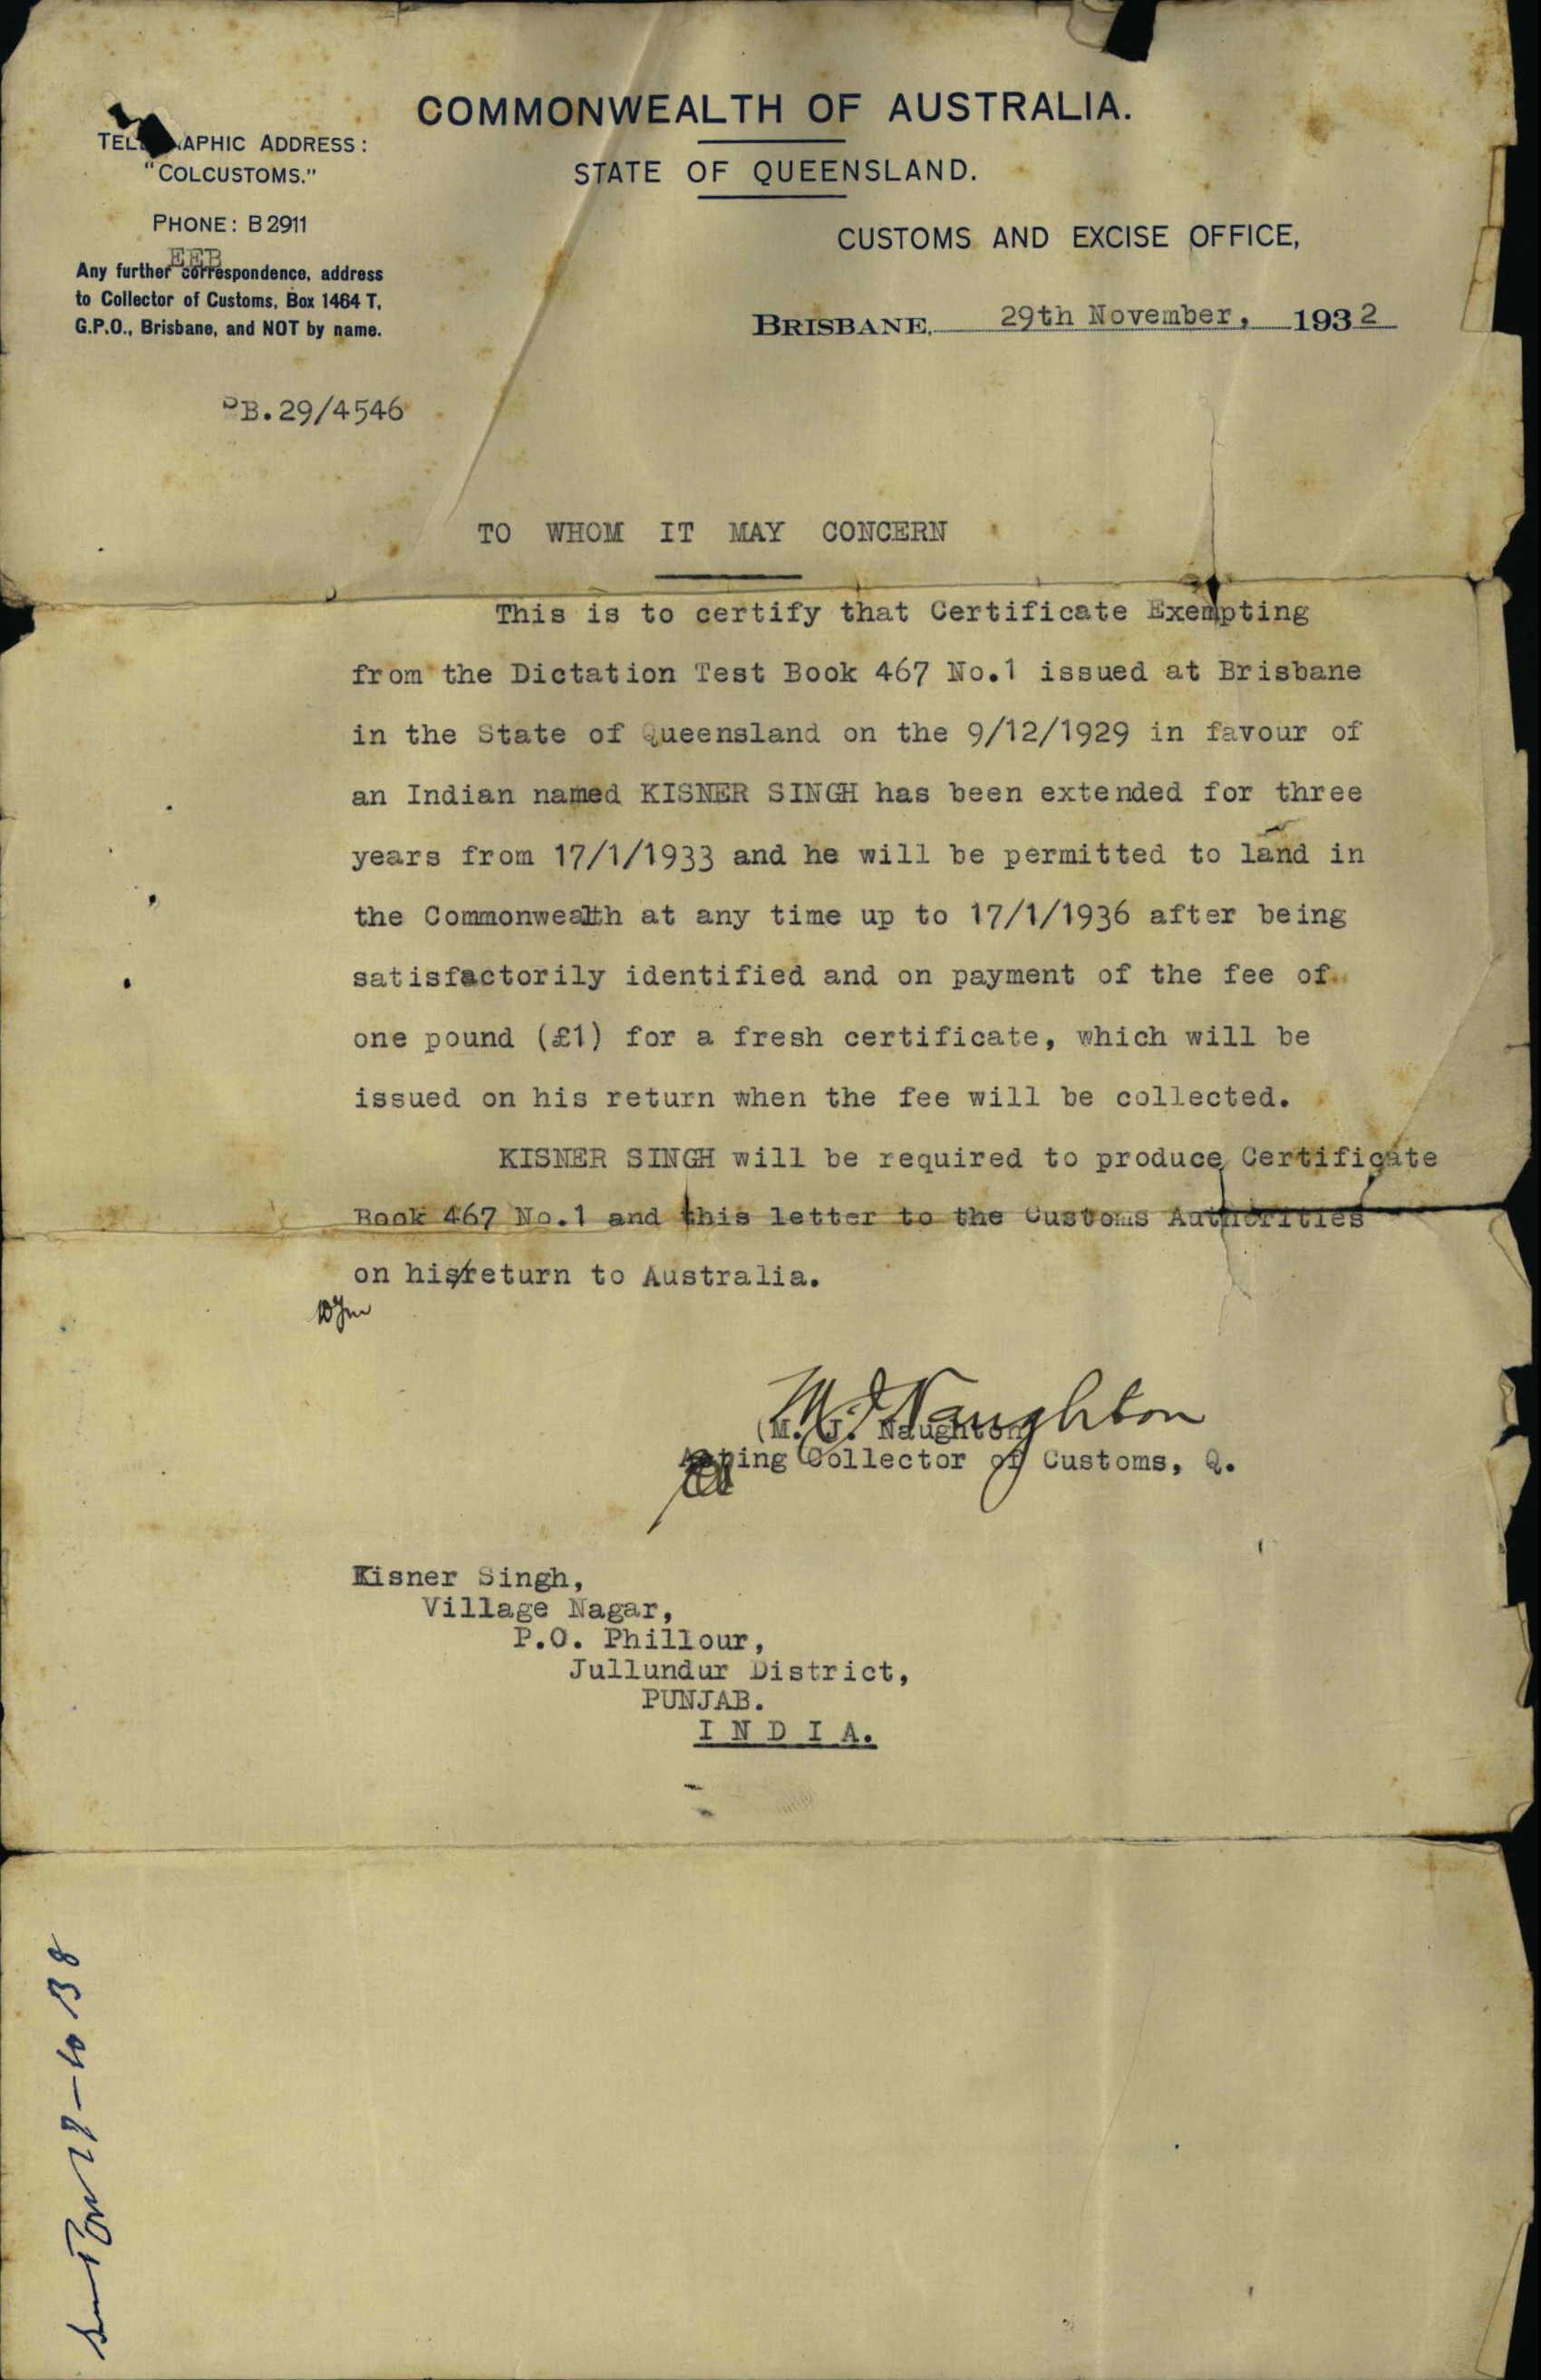 COMMONWEALTH OF AUSTRALIA.
STATE OF QUEENSLAND.
ADDRESS:
"COLCUSTOMS."
PHONE: B 2911
EEB
Any further correspondence, address
to Collector of Customs, Box 1464 T,
G.P.O., Brisbane, and NOT by name.
CUSTOMS AND EXCISE OFFICE,
BRISBANE, 29th November, 1932
B.29/4546
TO WHOM IT MAY CONCERN
This is to certify that Certificate Exempting
from the Dictation Test Book 467 No.1 issued at Brisbane
in the State of Queensland on the 9/12/1929 in favour of
an Indian named KISNER SINGH has been extended for three
years from 17/1/1933 and he will be permitted to land in
the Commonwealth at any time up to 17/1/1936 after being
satisfactorily identified and on payment of the fee of
one pound (£1) for a fresh certificate, which will be
issued on his return when the fee will be collected.
KISNER SINGH will be required to produce Certificate
Book 467 No.1 and this letter to the Customs Authorities
on his/return to Australia.
M J Naughton
(M. J. Naughton)
Acting Collector of Customs, Q.
Kisner Singh,
Village Nagar,
P.O. Phillour,
Jullundur District,
PUNJAB.
I N D I A.